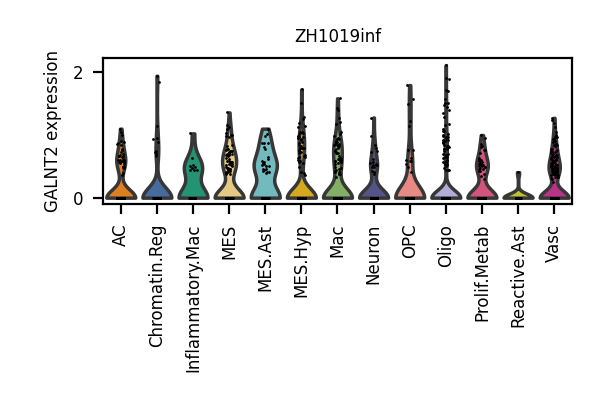 ZH1019inf
GALNT2 expression
2
0
AC
Chromatin.Reg
Inflammatory.Mac
MES
MES.Ast
MES.Hyp
Mac
Neuron
OPC
Oligo
Prolif.Metab
Reactive.Ast
Vasc